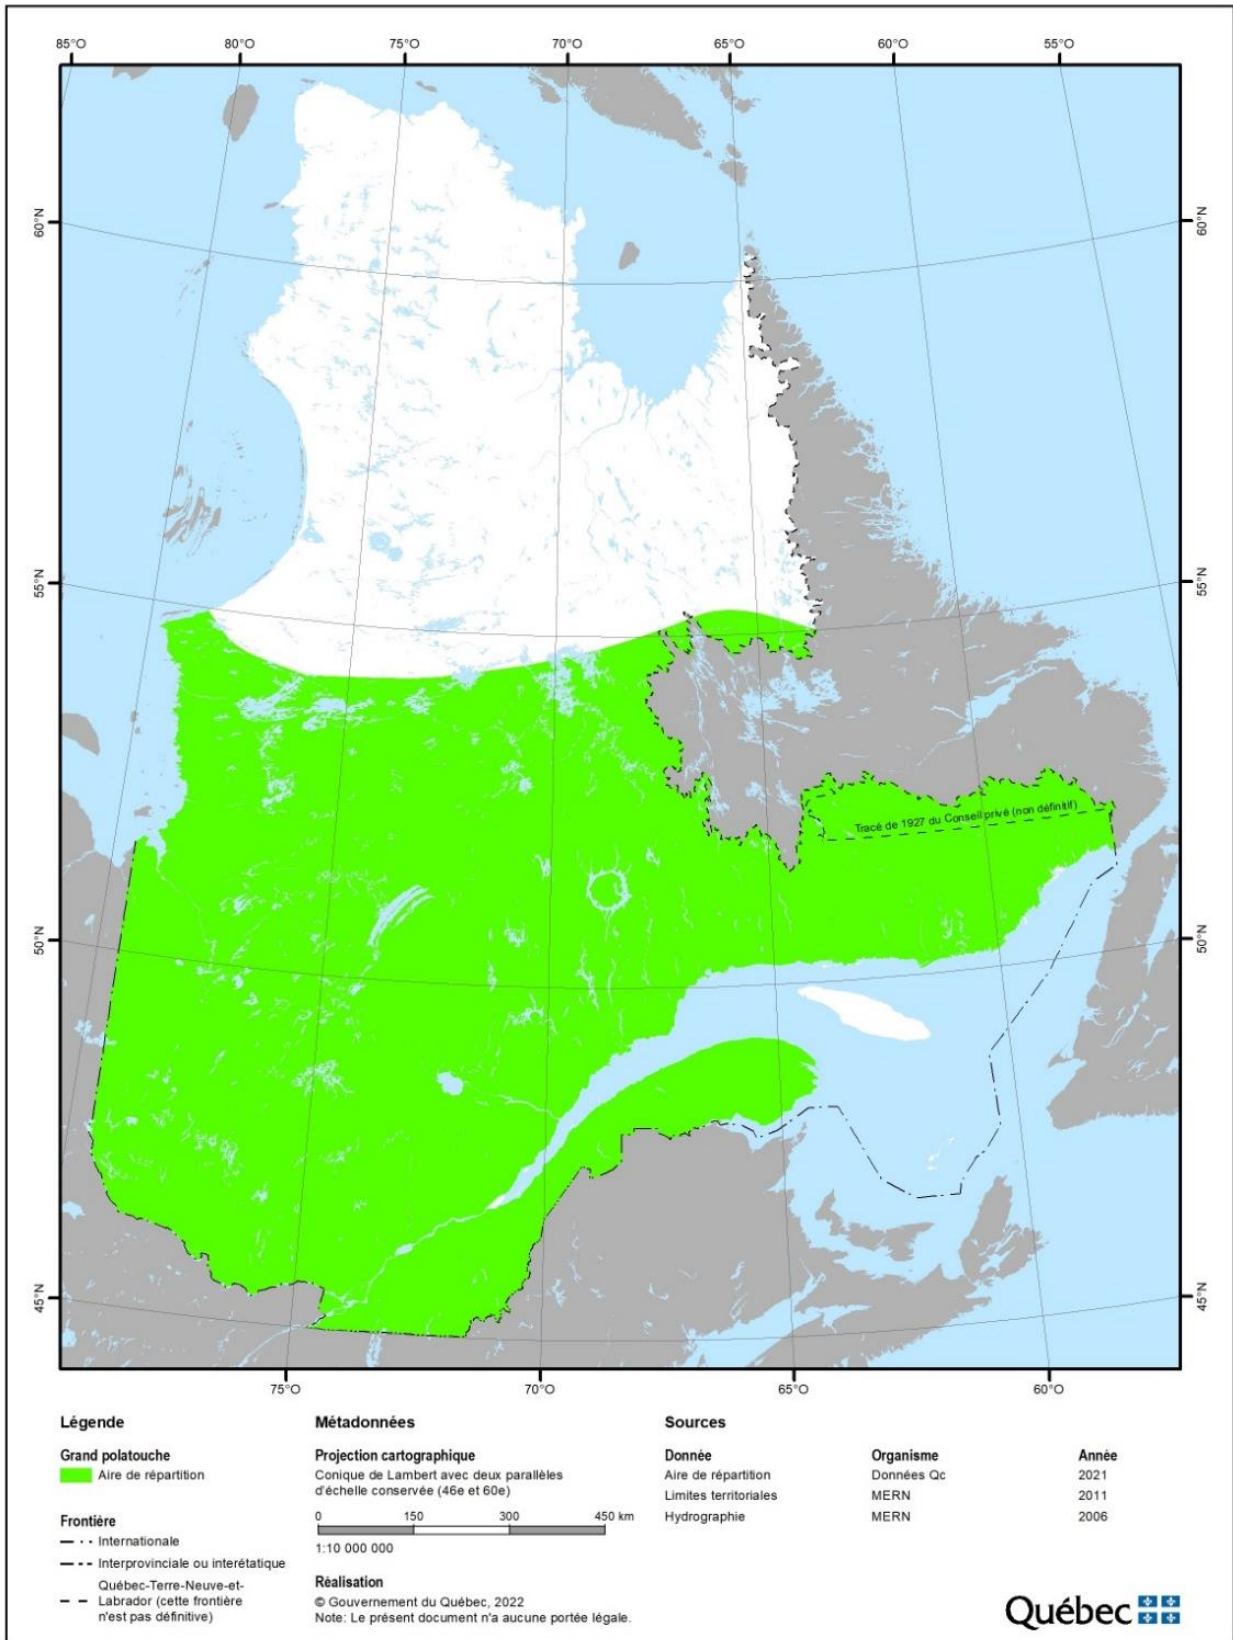 85°O 80°O 75°O 70°O 65°O 60°O 55°O
60°N 60°N
55°N 55°N
Tracé de 1927 du Conseil privé (non définitif)
50°N 50°N
45°N 45°N
75°O 70°O 65°O 60°O
Légende
Grand polatouche
Aire de répartition
Frontière
Internationale
Interprovinciale ou interétatique
Québec-Terre-Neuve-et-
Labrador (cette frontière
n'est pas définitive)
Métadonnées
Projection cartographique
Conique de Lambert avec deux parallèles
d'échelle conservée (46e et 60e)
0 150 300 450 km
1:10 000 000
Réalisation
© Gouvernement du Québec, 2022
Note: Le présent document n'a aucune portée légale.
Sources
Donnée Organisme Année
Aire de répartition Données Qc 2021
Limites territoriales MERN 2011
Hydrographie MERN 2006
Québec